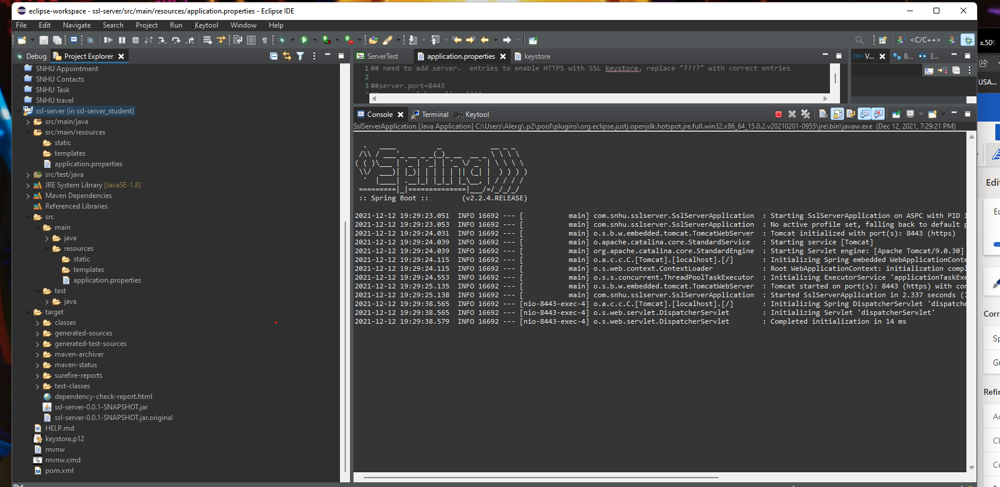 eclipse-workspace - ssl-server/src/main/resources/application.properties - Eclipse IDE
File Edit Navigate Search Project Run Keytool Window Help
<C/C++>
x.509
Debug Project Explorer
ServerTest application.properties keystore
(x)= V... B... E...
SNHU Appointment
SNHU Contacts
SNHU Task
SNHU travel
ssl-server (in ssl-server_student)
src/main/java
src/main/resources
static
templates
application.properties
src/test/java
JRE System Library [JavaSE-1.8]
Maven Dependencies
Referenced Libraries
src
main
java
resources
static
templates
application.properties
test
java
target
classes
generated-sources
generated-test-sources
maven-archiver
maven-status
surefire-reports
test-classes
dependency-check-report.html
ssl-server-0.0.1-SNAPSHOT.jar
ssl-server-0.0.1-SNAPSHOT.jar.original
HELP.md
keystore.p12
mvnw
mvnw.cmd
pom.xml
1 ## need to add server.  entries to enable HTTPS with SSL keystore, replace "????" with correct entries
2
3 ##server.port=8443
Console Terminal Keytool
SslServerApplication [Java Application] C:\Users\Alexg\.p2\pool\plugins\org.eclipse.justj.openjdk.hotspot.jre.full.win32.x86_64_15.0.2.v20210201-0955\jre\bin\javaw.exe (Dec 12, 2021, 7:29:21 PM)
Spring
:: Spring Boot :: (v2.2.4.RELEASE)
2021-12-12 19:29:23.051 INFO 16692 --- [ main] com.snhu.sslserver.SslServerApplication : Starting SslServerApplication on ASPC with PID 1
2021-12-12 19:29:23.053 INFO 16692 --- [ main] com.snhu.sslserver.SslServerApplication : No active profile set, falling back to default p
2021-12-12 19:29:24.031 INFO 16692 --- [ main] o.s.b.w.embedded.tomcat.TomcatWebServer : Tomcat initialized with port(s): 8443 (https)
2021-12-12 19:29:24.039 INFO 16692 --- [ main] o.apache.catalina.core.StandardService : Starting service [Tomcat]
2021-12-12 19:29:24.039 INFO 16692 --- [ main] org.apache.catalina.core.StandardEngine : Starting Servlet engine: [Apache Tomcat/9.0.30]
2021-12-12 19:29:24.115 INFO 16692 --- [ main] o.a.c.c.C.[Tomcat].[localhost].[/] : Initializing Spring embedded WebApplicationConte
2021-12-12 19:29:24.115 INFO 16692 --- [ main] o.s.web.context.ContextLoader : Root WebApplicationContext: initialization compl
2021-12-12 19:29:24.553 INFO 16692 --- [ main] o.s.s.concurrent.ThreadPoolTaskExecutor : Initializing ExecutorService 'applicationTaskExe
2021-12-12 19:29:25.135 INFO 16692 --- [ main] o.s.b.w.embedded.tomcat.TomcatWebServer : Tomcat started on port(s): 8443 (https) with con
2021-12-12 19:29:25.138 INFO 16692 --- [ main] com.snhu.sslserver.SslServerApplication : Started SslServerApplication in 2.337 seconds (J
2021-12-12 19:29:38.565 INFO 16692 --- [nio-8443-exec-4] o.a.c.c.C.[Tomcat].[localhost].[/] : Initializing Spring DispatcherServlet 'dispatche
2021-12-12 19:29:38.565 INFO 16692 --- [nio-8443-exec-4] o.s.web.servlet.DispatcherServlet : Initializing Servlet 'dispatcherServlet'
2021-12-12 19:29:38.579 INFO 16692 --- [nio-8443-exec-4] o.s.web.servlet.DispatcherServlet : Completed initialization in 14 ms
USA...
Edi
Ec
Corr
Sp
Gr
Refi
Ac
Cl
Co